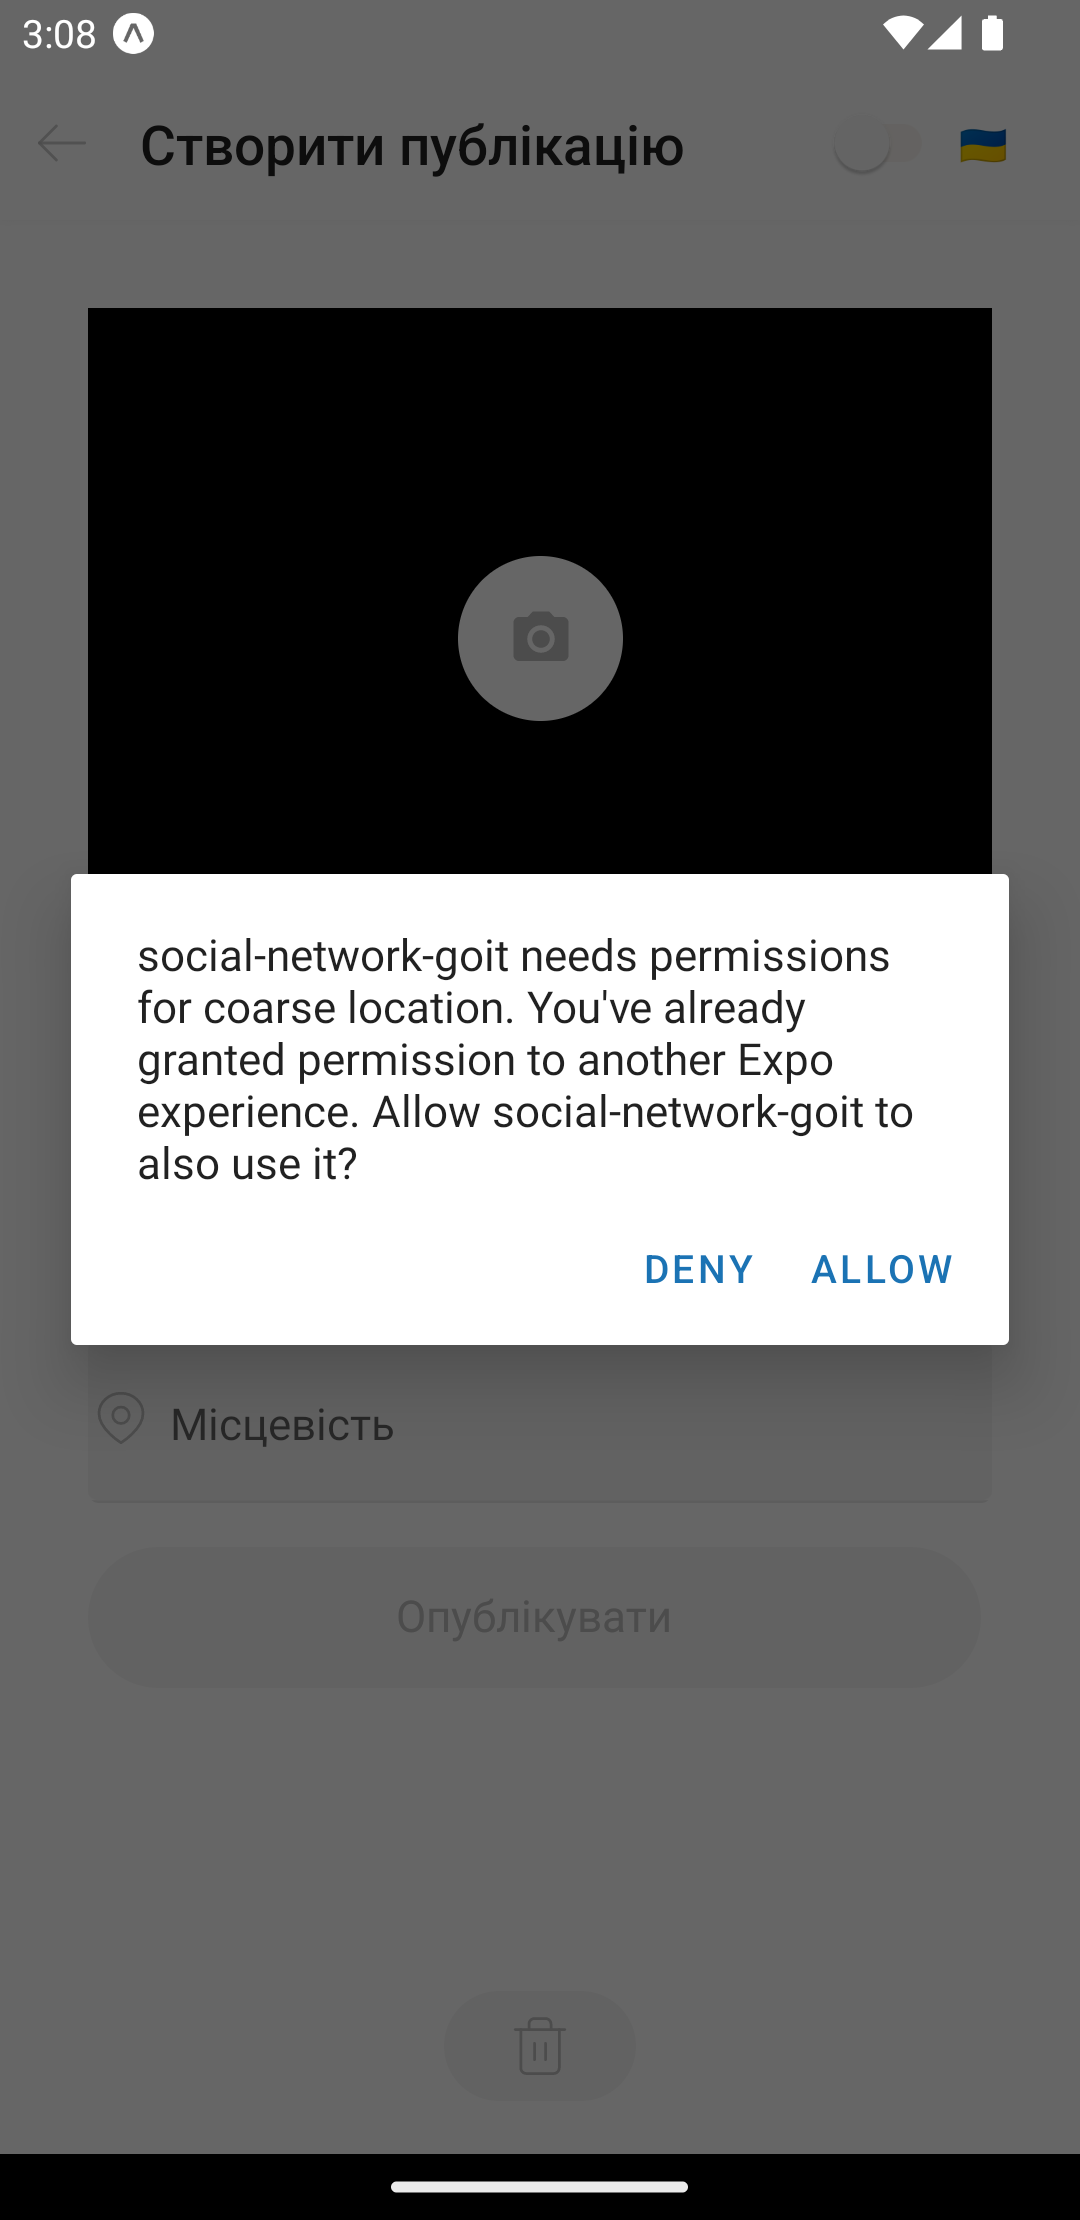 3:08
Створити публікацію
social-network-goit needs permissions
for coarse location. You've already
granted permission to another Expo
experience. Allow social-network-goit to
also use it?
DENY ALLOW
Місцевість
Опублікувати